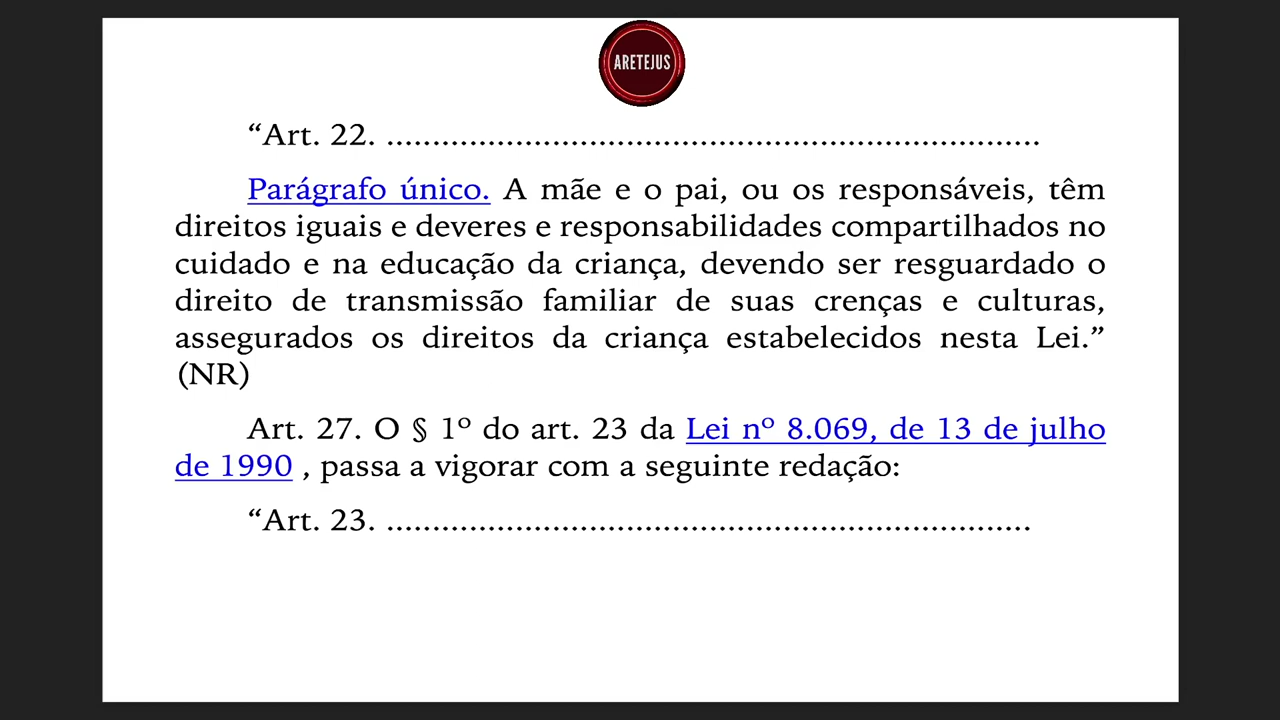 ARETEJUS
“Art. 22. .......................................................................
Parágrafo único. A mãe e o pai, ou os responsáveis, têm
direitos iguais e deveres e responsabilidades compartilhados no
cuidado e na educação da criança, devendo ser resguardado o
direito de transmissão familiar de suas crenças e culturas,
assegurados os direitos da criança estabelecidos nesta Lei.”
(NR)
Art. 27. O § 1º do art. 23 da Lei nº 8.069, de 13 de julho
de 1990 , passa a vigorar com a seguinte redação:
“Art. 23. ......................................................................